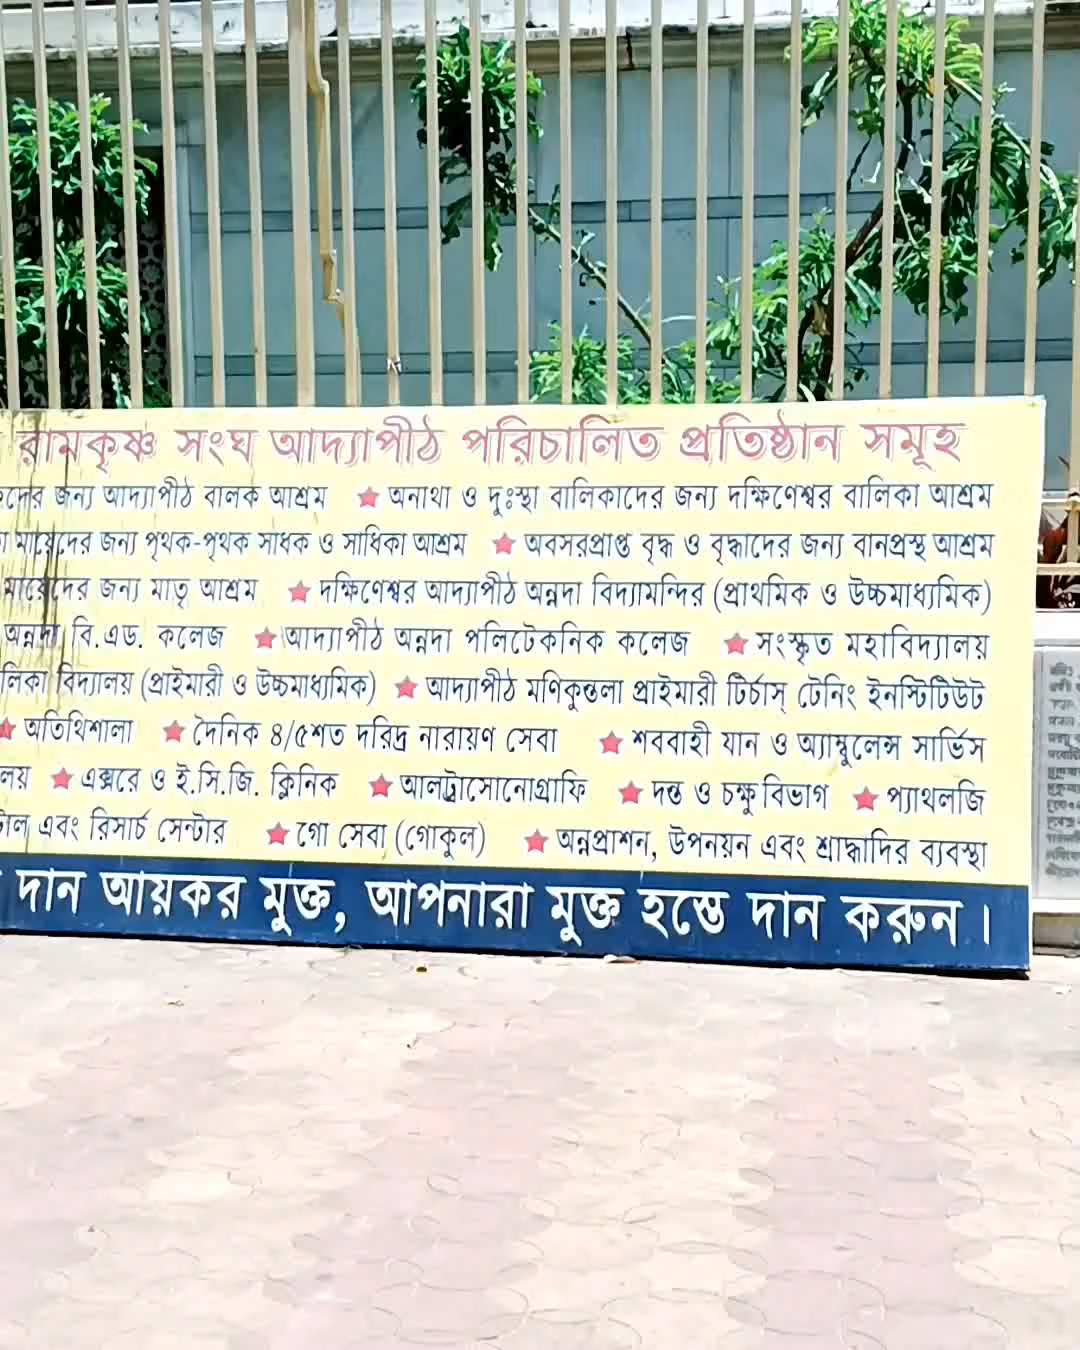 রামকৃষ্ণ সংঘ আদ্যাপীঠ পরিচালিত প্রতিষ্ঠান সমূহ
জন্য আদ্যাপীঠ বালক আশ্রম ★ অনাথা ও দুঃস্থা বালিকাদের জন্য দক্ষিণেশ্বর বালিকা আশ্রম
মায়েদের জন্য পৃথক-পৃথক সাধক ও সাধিকা আশ্রম ★ অবসরপ্রাপ্ত বৃদ্ধ ও বৃদ্ধাদের জন্য বানপ্রস্থ আশ্রম
মায়েদের জন্য মাতৃ আশ্রম ★ দক্ষিণেশ্বর আদ্যাপীঠ অন্নদা বিদ্যামন্দির (প্রাথমিক ও উচ্চমাধ্যমিক)
অন্নদা বি.এড. কলেজ ★ আদ্যাপীঠ অন্নদা পলিটেকনিক কলেজ ★ সংস্কৃত মহাবিদ্যালয়
বিদ্যালয় (প্রাইমারী ও উচ্চমাধ্যমিক) ★ আদ্যাপীঠ মণিকুন্তলা প্রাইমারী টির্চাস্ টেনিং ইনস্টিটিউট
★ অতিথিশালা ★ দৈনিক ৪/৫শত দরিদ্র নারায়ণ সেবা ★ শববাহী যান ও অ্যাম্বুলেন্স সার্ভিস
★ এক্সরে ও ই.সি.জি. ক্লিনিক ★ আলট্রাসোনোগ্রাফি ★ দন্ত ও চক্ষু বিভাগ ★ প্যাথলজি
এবং রিসার্চ সেন্টার ★ গো সেবা (গোকুল) ★ অন্নপ্রাশন, উপনয়ন এবং শ্রাদ্ধাদির ব্যবস্থা
দান আয়কর মুক্ত, আপনারা মুক্ত হস্তে দান করুন।